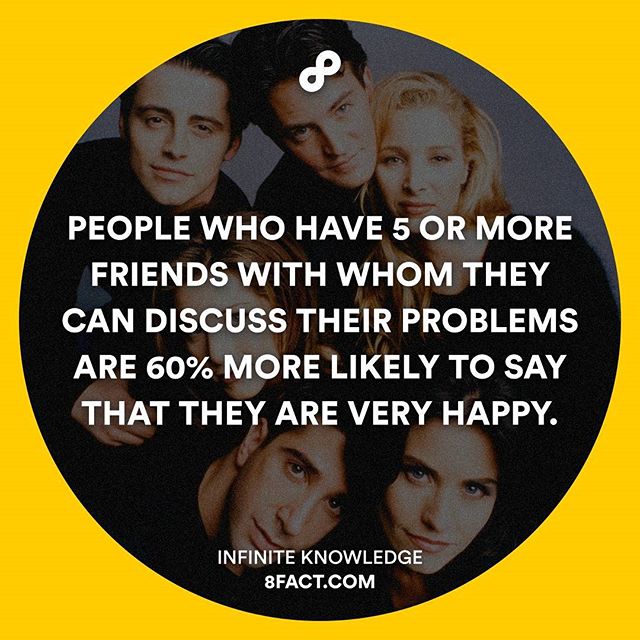 PEOPLE WHO HAVE 5 OR MORE
FRIENDS WITH WHOM THEY
CAN DISCUSS THEIR PROBLEMS
ARE 60% MORE LIKELY TO SAY
THAT THEY ARE VERY HAPPY.
INFINITE KNOWLEDGE
8FACT.COM